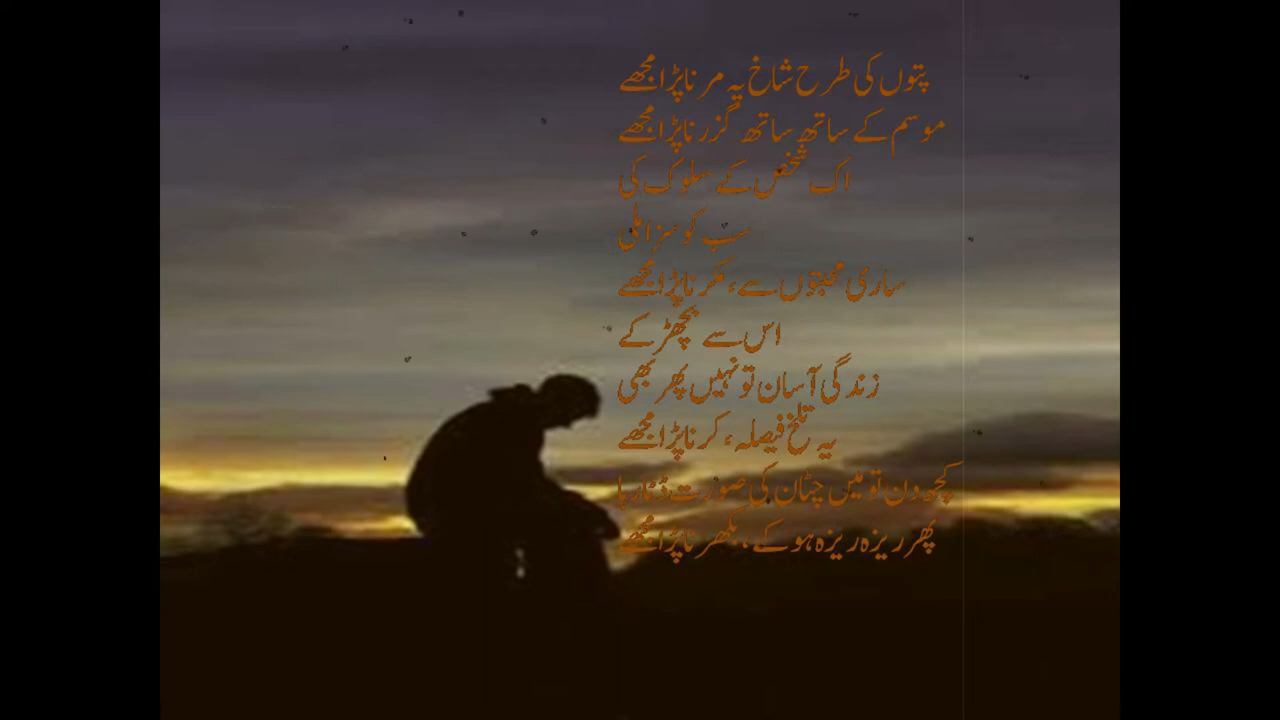 پتوں کی طرح شاخ پہ مرنا پڑا مجھے
موسم کے ساتھ ساتھ گزرنا پڑا مجھے
اک شخص کے سلوک کی
سب کو سزا ملی
ساری محبتوں سے، مکرنا پڑا مجھے
اس سے بچھڑ کے
زندگی آسان تو نہیں پھر بھی
یہ تلخ فیصلہ، کرنا پڑا مجھے
کچھ دن تو میں چٹان کی صورت ڈٹا رہا
پھر ریزہ ریزہ ہو کے، بکھرنا پڑا مجھے